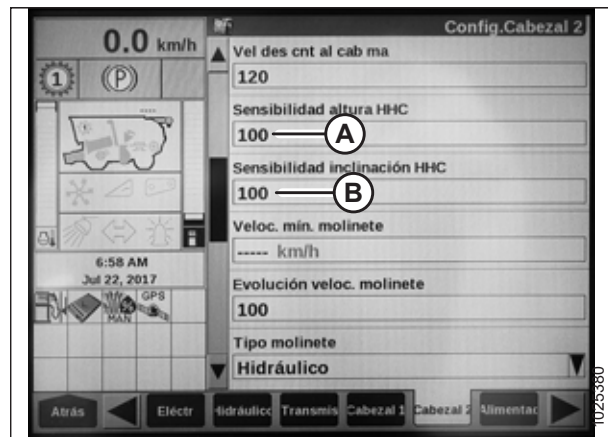 0.0 km/h
Config.Cabezal 2
Vel des cnt al cab ma
120
1
(P)
Sensibilidad altura HHC
100
A
Sensibilidad inclinación HHC
100
B
Veloc. mín. molinete
----- km/h
6:58 AM
Jul 22, 2017
Evolución veloc. molinete
100
GPS
MAN
Tipo molinete
Hidráulico
Atrás
Eléctr
Hidráulicc
Transmis
Cabezal 1
Cabezal 2
Alimentac
1025380